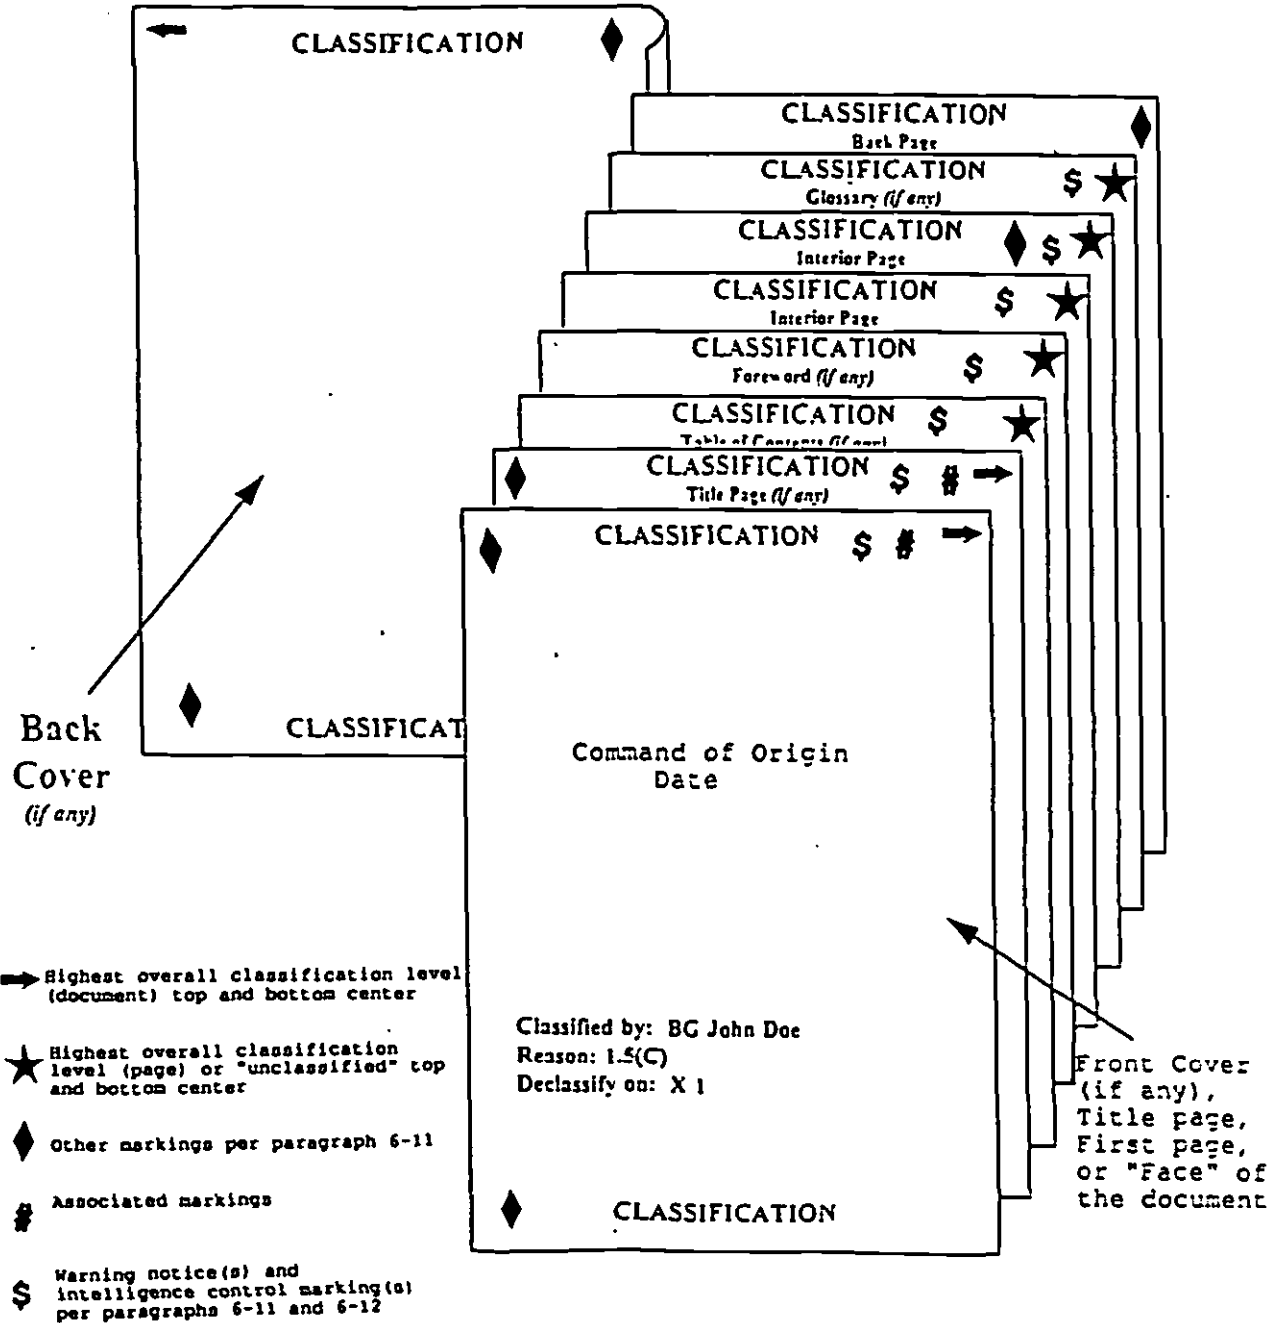 CLASSIFICATION
CLASSIFICATION
Back Page
CLASSIFICATION
Glossary (if any)
CLASSIFICATION
Interior Page
CLASSIFICATION
Interior Page
CLASSIFICATION
Foreword (if any)
CLASSIFICATION
Table of Contents (if any)
CLASSIFICATION
Title Page (if any)
CLASSIFICATION
$
#
Command of Origin
Date
Classified by: BG John Doe
Reason: 1.5(C)
Declassify on: X 1
CLASSIFICATION
CLASSIFICAT
Back
Cover
(if any)
Highest overall classification level
(document) top and bottom center
Highest overall classification
level (page) or "unclassified" top
and bottom center
Other markings per paragraph 6-11
# Associated markings
$ Warning notice(s) and
intelligence control marking(s)
per paragraphs 6-11 and 6-12
Front Cover
(if any),
Title page,
First page,
or "Face" of
the document